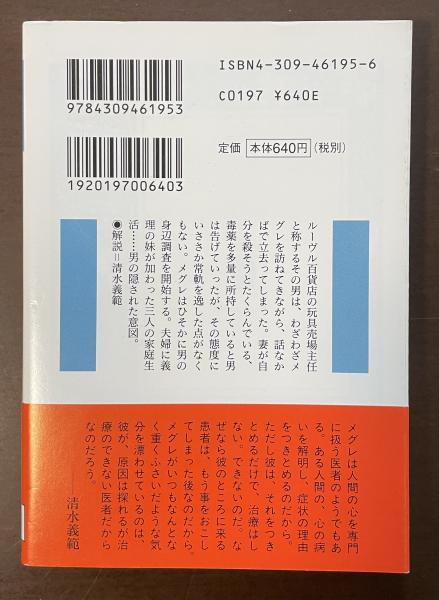 ISBN4-309-46195-6
C0197 ¥640E
9784309461953
定価 本体640円(税別)
1920197006403
ルーヴル百貨店の玩具売場主任
と称するその男は、わざわざメ
グレを訪ねてきながら、話なか
ばで立去ってしまった。妻が自
分を殺そうとたくらんでいる、
毒薬を多量に所持していると男
は告げていったが、その態度に
いささか常軌を逸した点がなく
もない。メグレはひそかに男の
身辺調査を開始する。夫婦に義
理の妹が加わった三人の家庭生
活……男の隠された意図。
●解説=清水義範
メグレは人間の心を専門
に扱う医者のようでもあ
る。ある人間の、心の病
いを解明し、症状の理由
をつきとめるのだから。
ただし彼は、それをつき
とめるだけで、治療はし
ない。できないのだ。な
ぜなら彼のところに来る
患者は、もう事をおこし
てしまった後なのだから。
メグレがいつもなんとな
く重くふさいだような気
分を漂わせているのは、
彼が、原因は採れるが治
療のできない医者だから
なのだろう。
清水義範